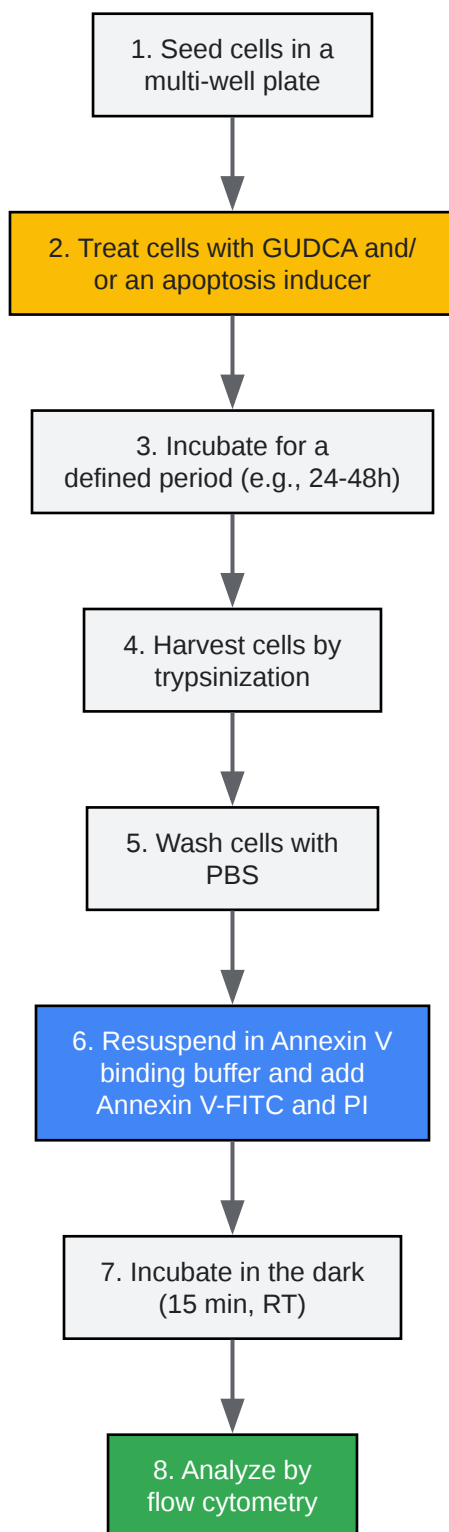 1. Seed cells in a
multi-well plate
2. Treat cells with GUDCA and/
or an apoptosis inducer
3. Incubate for a
defined period (e.g., 24-48h)
4. Harvest cells by
trypsinization
5. Wash cells with
PBS
6. Resuspend in Annexin V
binding buffer and add
Annexin V-FITC and PI
7. Incubate in the dark
(15 min, RT)
8. Analyze by
flow cytometry